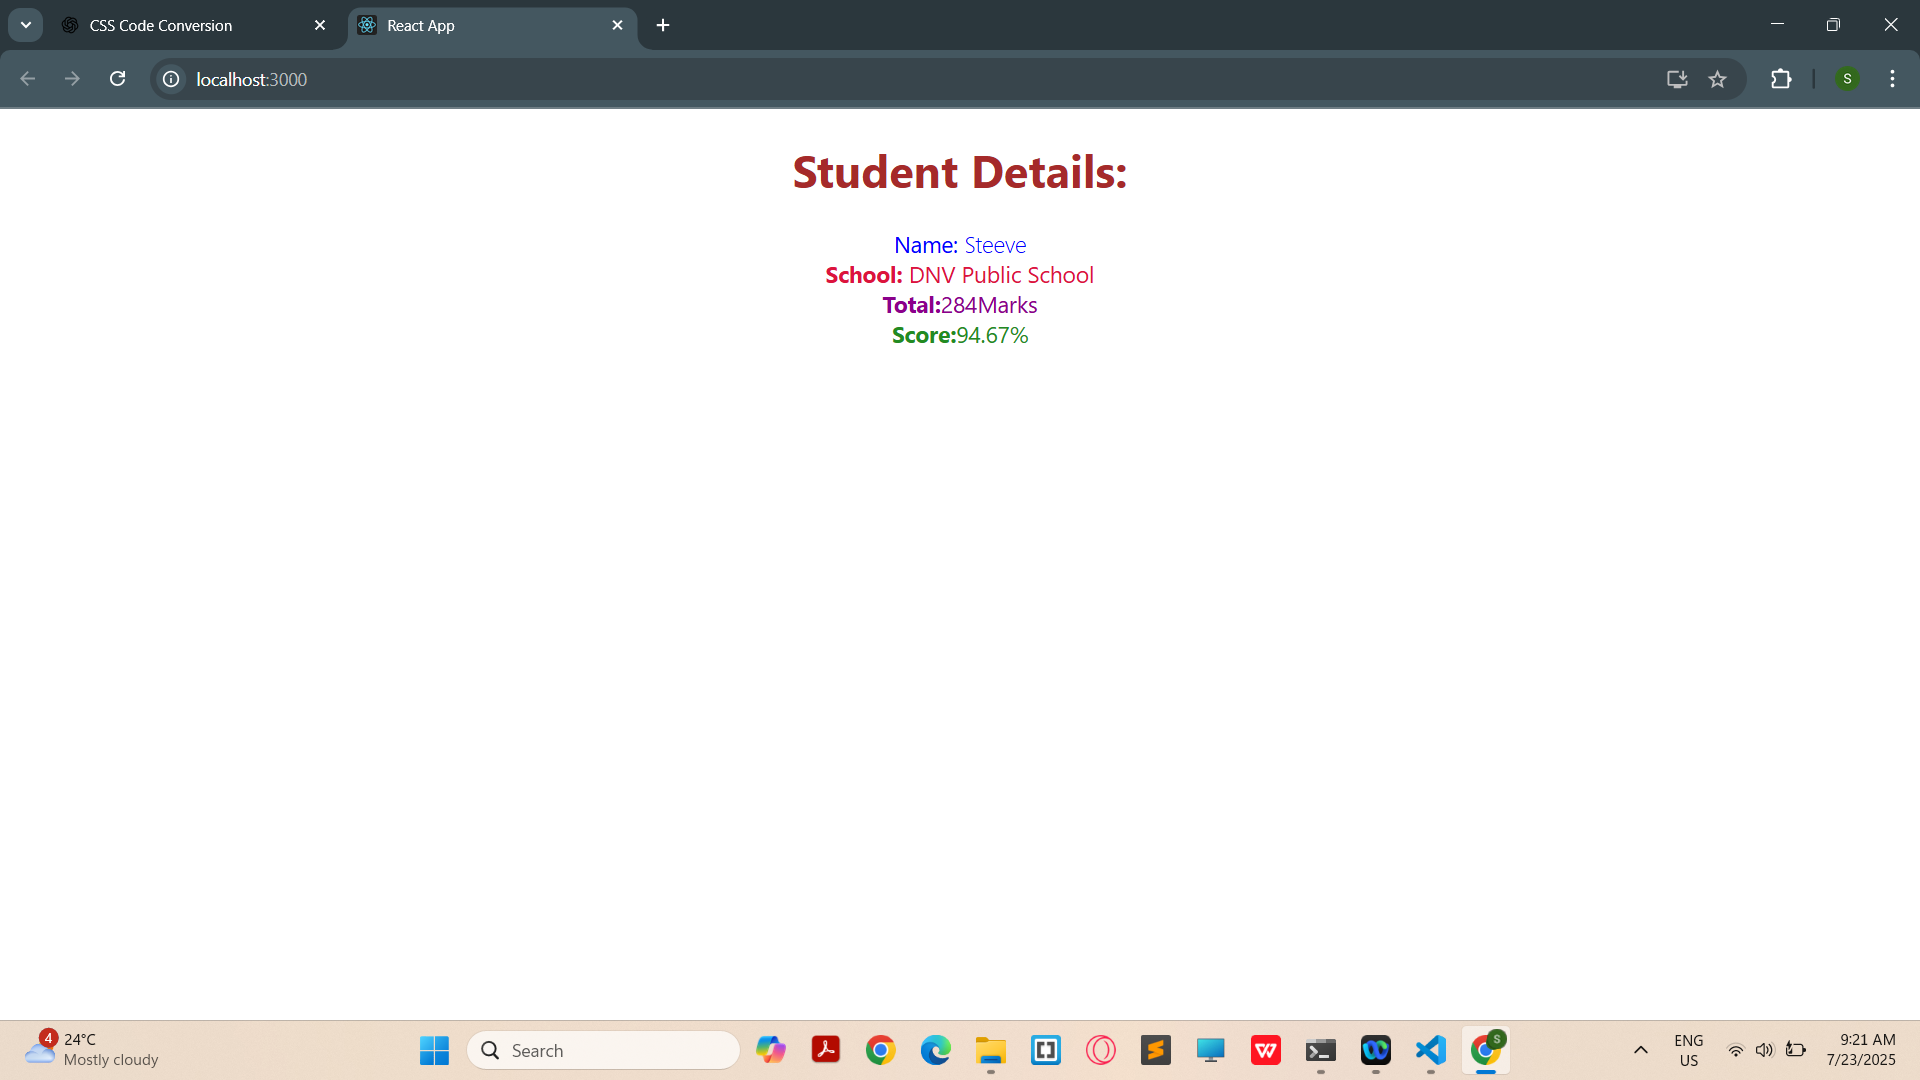 CSS Code Conversion
React App
localhost:3000
S
Student Details:
Name: Steeve
School: DNV Public School
Total:284Marks
Score:94.67%
4
24°C
Mostly cloudy
Search
S
ENG
US
9:21 AM
7/23/2025